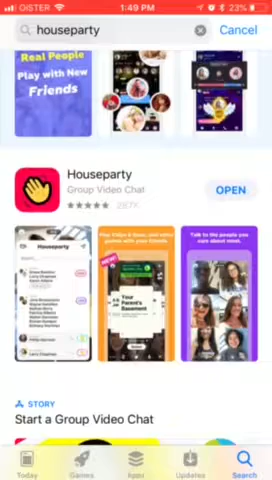 OISTER
1:49 PM
23%
houseparty
Cancel
Real People
Play with New
Friends
Houseparty
Group Video Chat
OPEN
Houseparty
NEW!
Your
Parent's
Basement
Talk to the people you
care about most.
STORY
Start a Group Video Chat
Today
Games
Apps
Updates
Search